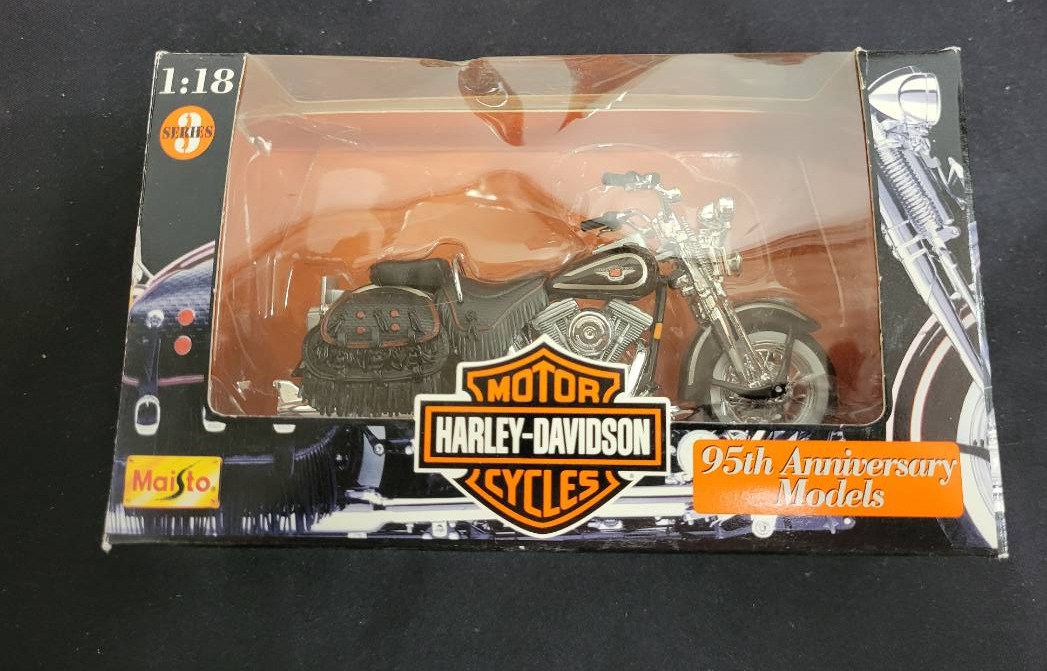 1:18
SERIES
3
MOTOR
HARLEY-DAVIDSON
CYCLES
MaiSto.
95th Anniversary
Models